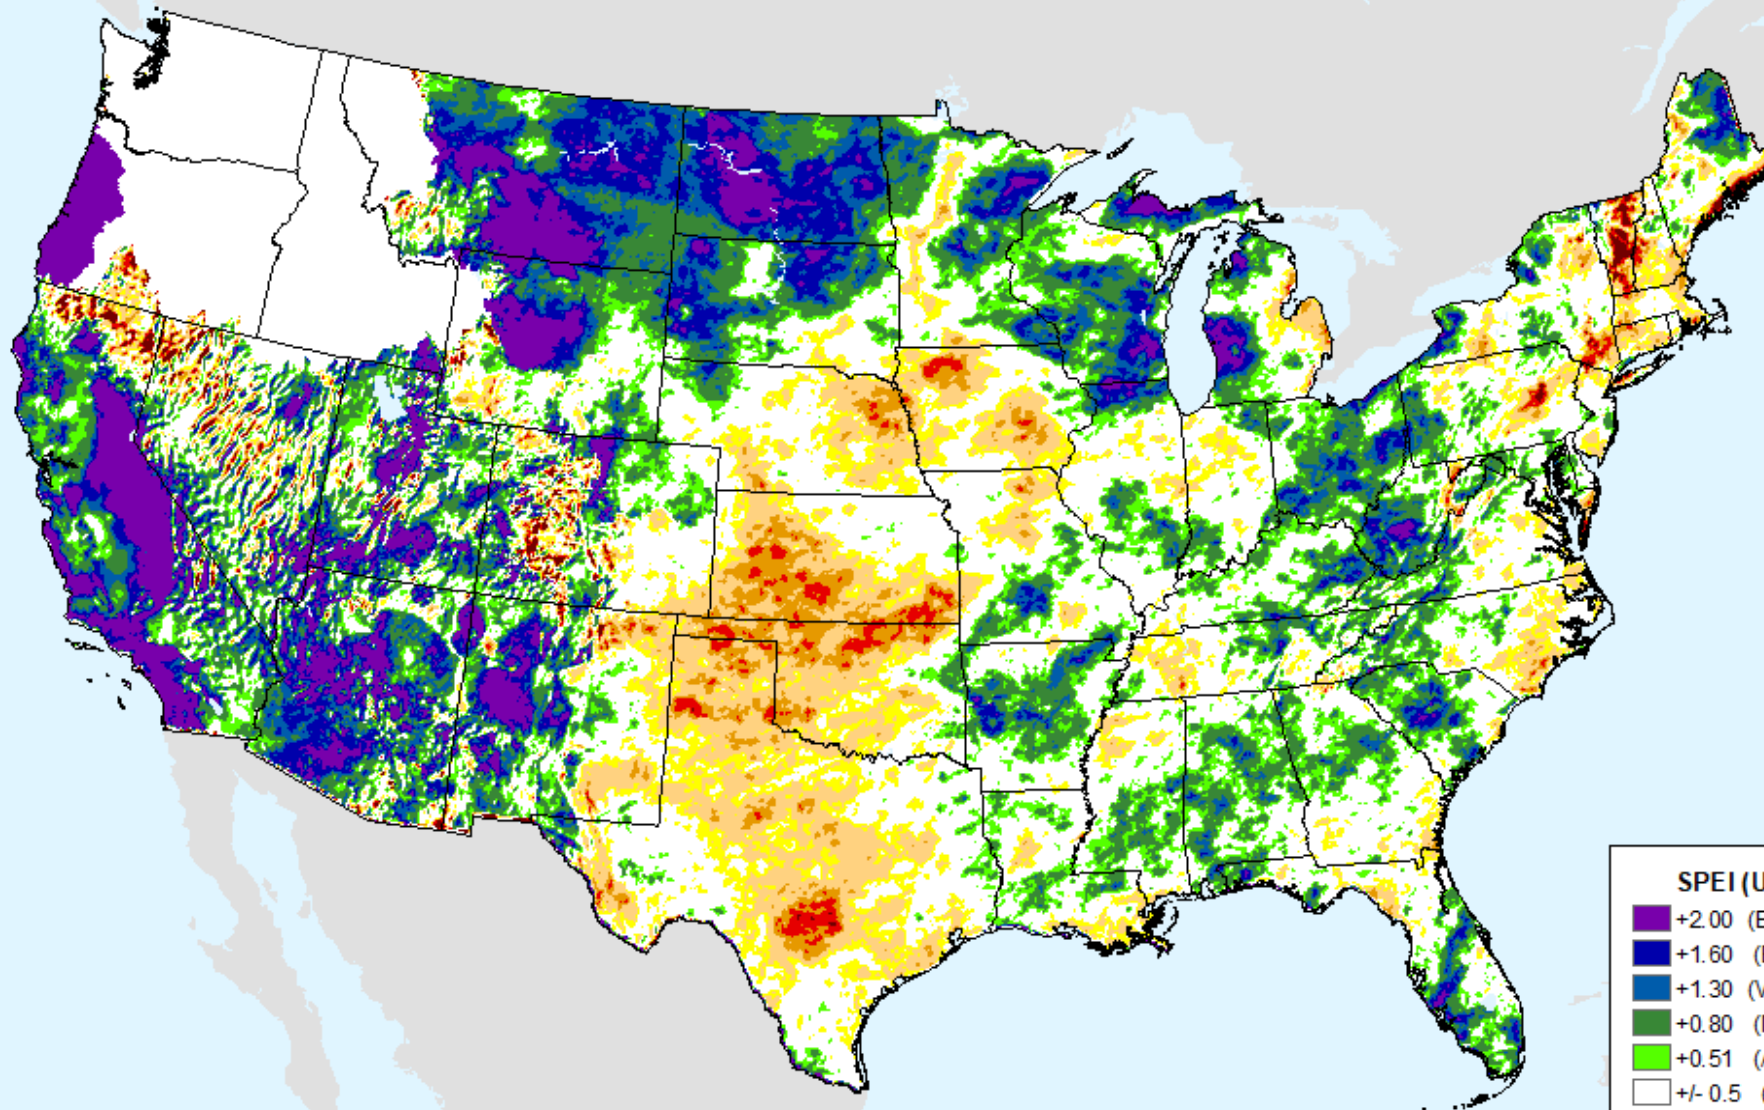 SPEI (U
+2.00 (E
+1.60 (
+1.30 (V
+0.80 (
+0.51 (
+/- 0.5 (